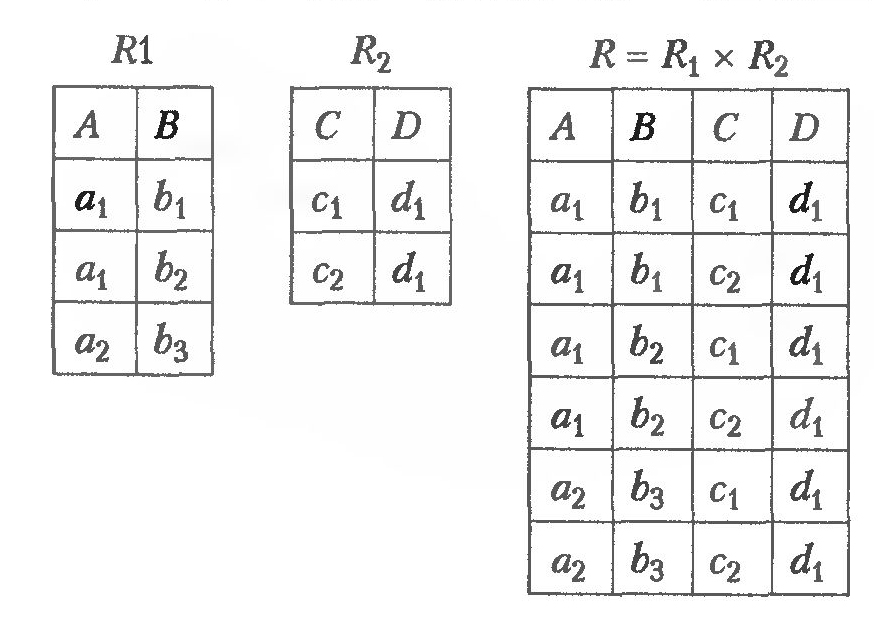 R1 R₂ R = R₁ × R₂
A B C D A B C D
a₁ b₁ c₁ d₁ a₁ b₁ c₁ d₁
a₁ b₂ c₂ d₁ a₁ b₁ c₂ d₁
a₂ b₃ a₁ b₂ c₁ d₁
a₁ b₂ c₂ d₁
a₂ b₃ c₁ d₁
a₂ b₃ c₂ d₁